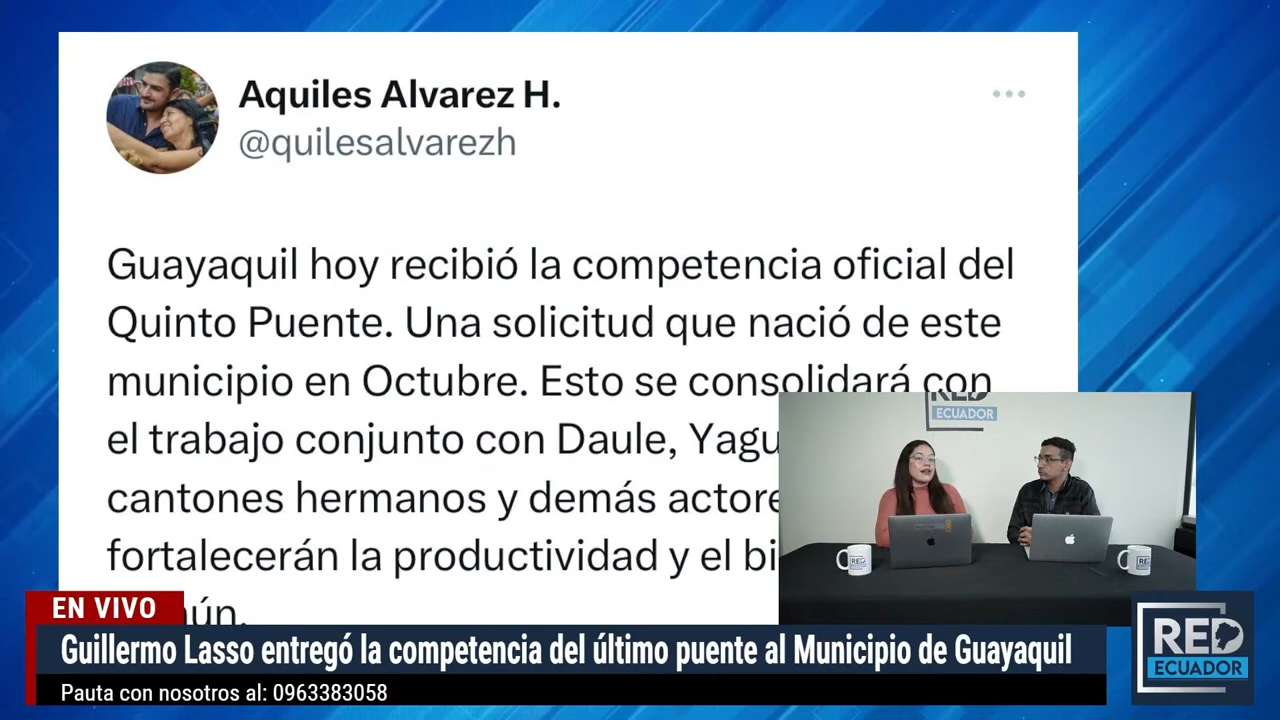 Aquiles Alvarez H.
@quilesalvarezh
Guayaquil hoy recibió la competencia oficial del
Quinto Puente. Una solicitud que nació de este
municipio en Octubre. Esto se consolidará con
el trabajo conjunto con Daule,
cantones hermanos y demás
fortalecerán la productividad y el
RED
ECUADOR
RED
RED
EN VIVO
Guillermo Lasso entregó la competencia del último puente al Municipio de Guayaquil
Pauta con nosotros al: 0963383058
RED
ECUADOR